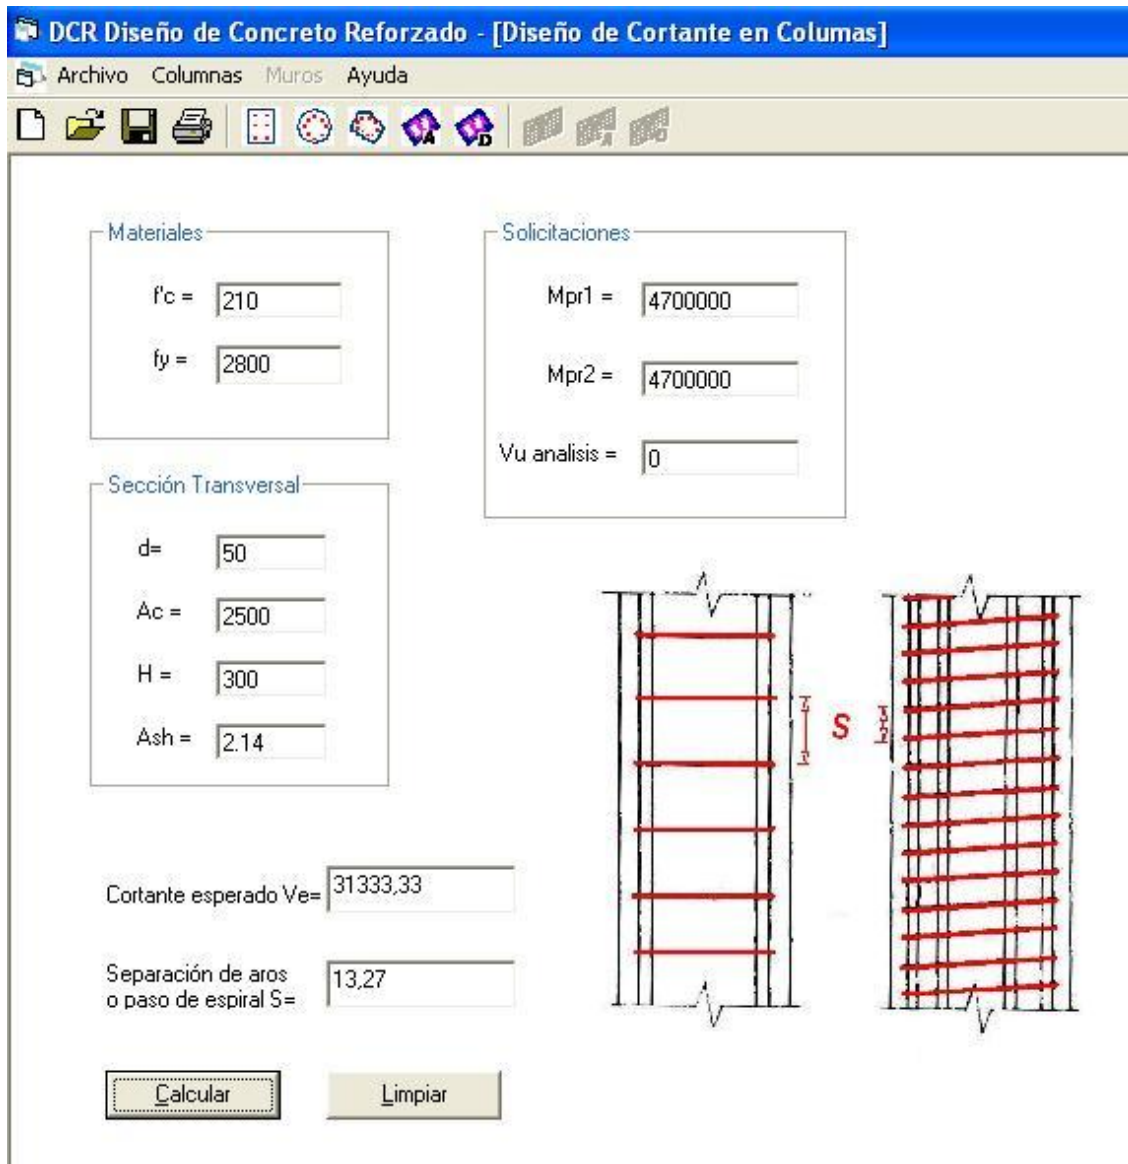 DCR Diseño de Concreto Reforzado - [Diseño de Cortante en Columas]
Archivo Columnas Muros Ayuda
Materiales
f'c = 210
fy = 2800
Solicitaciones
Mpr1 = 4700000
Mpr2 = 4700000
Vu analisis = 0
Sección Transversal
d= 50
Ac = 2500
H = 300
Ash = 2.14
S
Cortante esperado Ve= 31333,33
Separación de aros
o paso de espiral S= 13,27
Calcular Limpiar